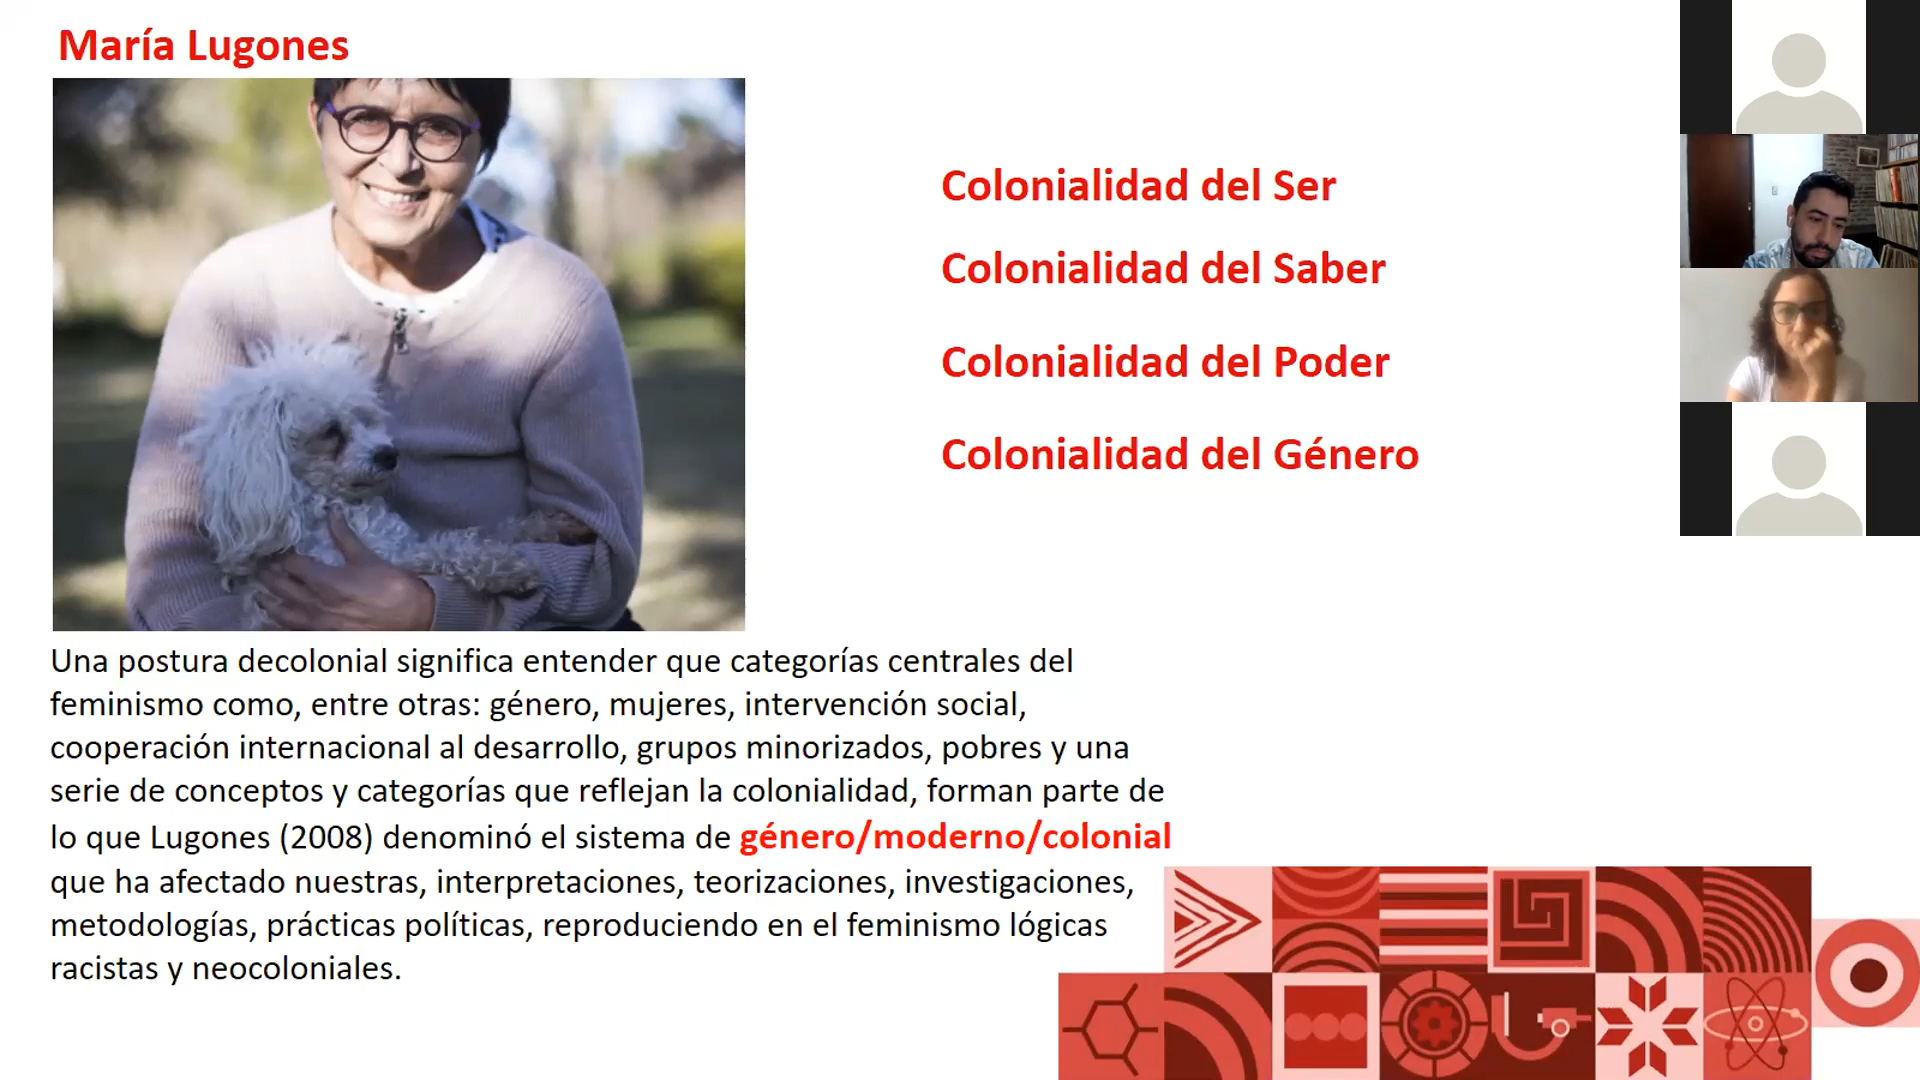 María Lugones
Colonialidad del Ser
Colonialidad del Saber
Colonialidad del Poder
Colonialidad del Género
Una postura decolonial significa entender que categorías centrales del
feminismo como, entre otras: género, mujeres, intervención social,
cooperación internacional al desarrollo, grupos minorizados, pobres y una
serie de conceptos y categorías que reflejan la colonialidad, forman parte de
lo que Lugones (2008) denominó el sistema de género/moderno/colonial
que ha afectado nuestras, interpretaciones, teorizaciones, investigaciones,
metodologías, prácticas políticas, reproduciendo en el feminismo lógicas
racistas y neocoloniales.